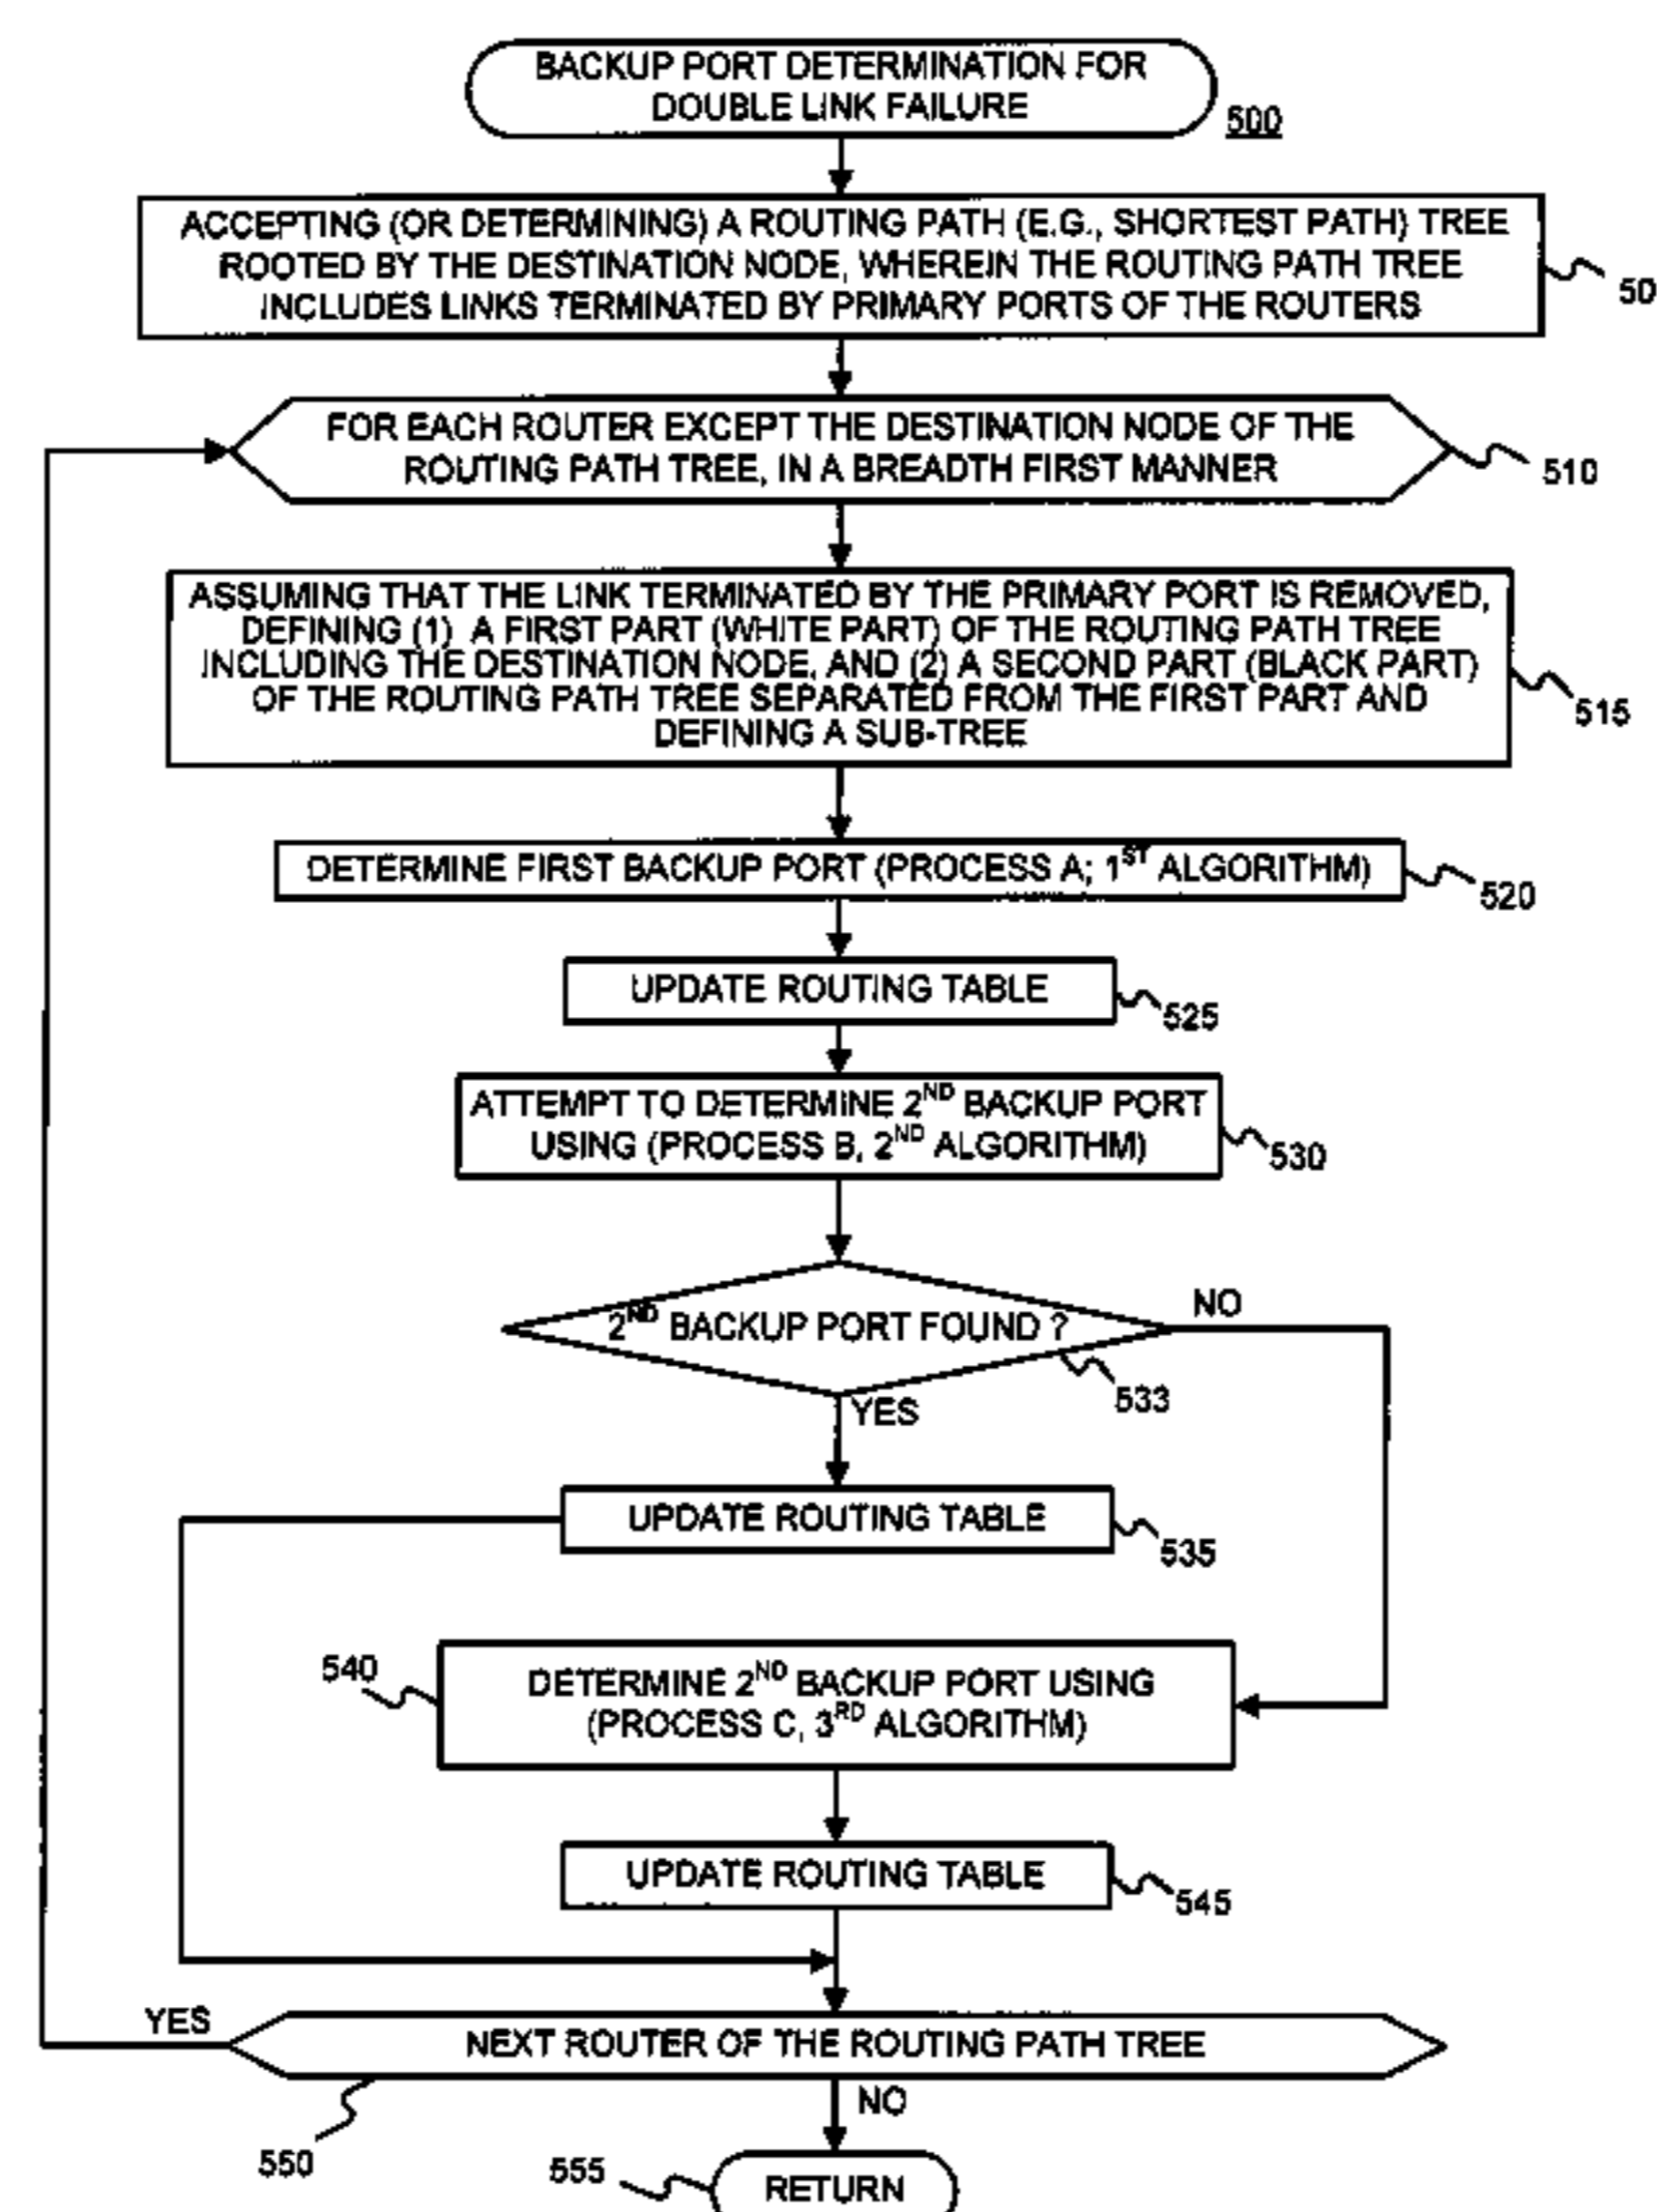 BACKUP PORT DETERMINATION FOR
DOUBLE LINK FAILURE
500
ACCEPTING (OR DETERMINING) A ROUTING PATH (E.G., SHORTEST PATH) TREE
ROOTED BY THE DESTINATION NODE, WHEREIN THE ROUTING PATH TREE
INCLUDES LINKS TERMINATED BY PRIMARY PORTS OF THE ROUTERS
50
FOR EACH ROUTER EXCEPT THE DESTINATION NODE OF THE
ROUTING PATH TREE, IN A BREADTH FIRST MANNER
510
ASSUMING THAT THE LINK TERMINATED BY THE PRIMARY PORT IS REMOVED,
DEFINING (1) A FIRST PART (WHITE PART) OF THE ROUTING PATH TREE
INCLUDING THE DESTINATION NODE, AND (2) A SECOND PART (BLACK PART)
OF THE ROUTING PATH TREE SEPARATED FROM THE FIRST PART AND
DEFINING A SUB-TREE
515
DETERMINE FIRST BACKUP PORT (PROCESS A; 1ST ALGORITHM)
520
UPDATE ROUTING TABLE
525
ATTEMPT TO DETERMINE 2ND BACKUP PORT
USING (PROCESS B, 2ND ALGORITHM)
530
2ND BACKUP PORT FOUND ?
NO
533
YES
UPDATE ROUTING TABLE
535
540
DETERMINE 2ND BACKUP PORT USING
(PROCESS C, 3RD ALGORITHM)
UPDATE ROUTING TABLE
545
YES
NEXT ROUTER OF THE ROUTING PATH TREE
NO
550
555
RETURN